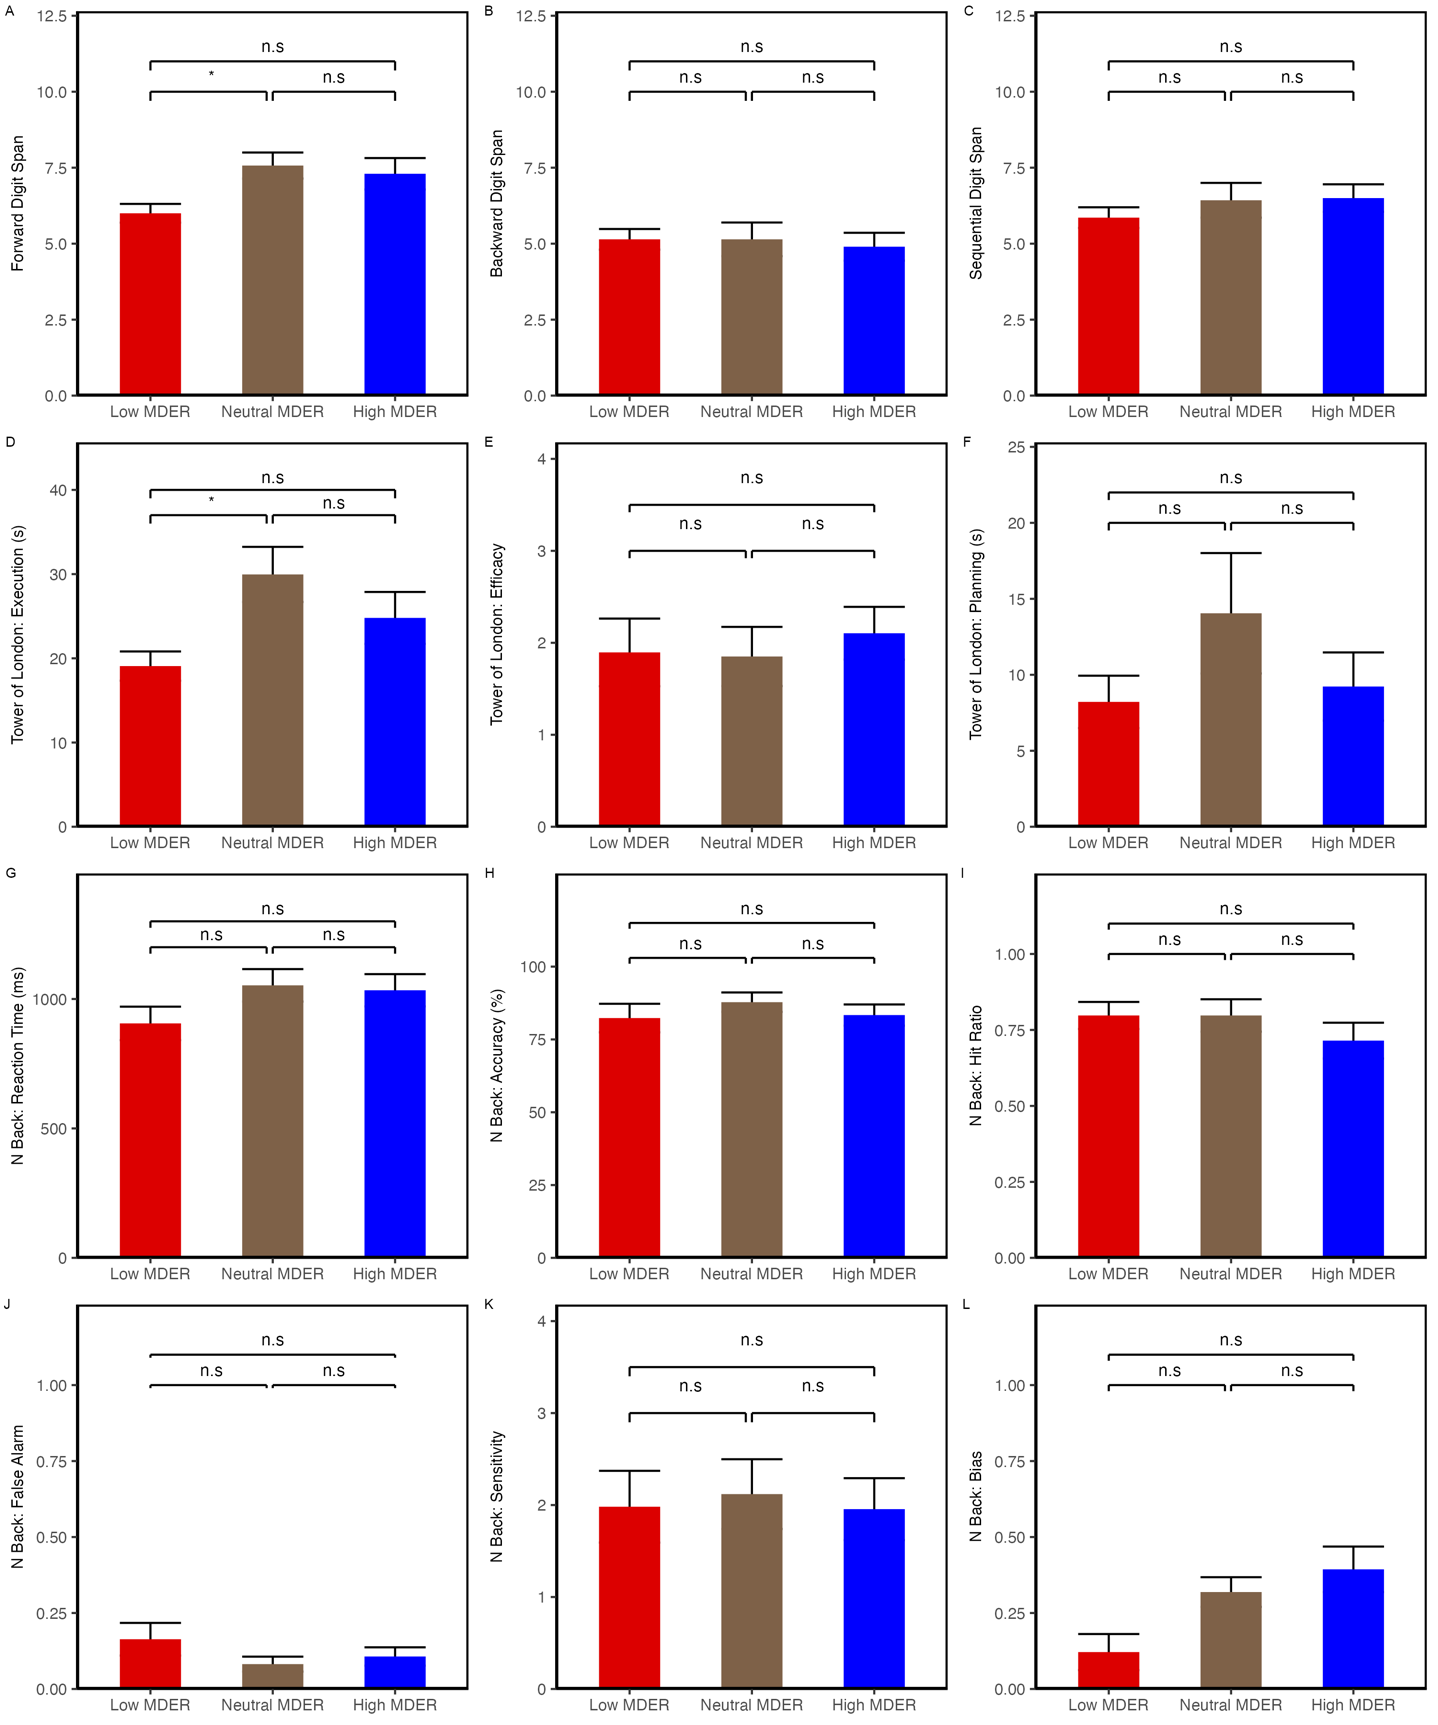 A
Forward Digit Span
12.5
10.0
7.5
5.0
2.5
0.0
n.s
*
n.s
Low MDER
Neutral MDER
High MDER
B
Backward Digit Span
12.5
10.0
7.5
5.0
2.5
0.0
n.s
n.s
n.s
Low MDER
Neutral MDER
High MDER
C
Sequential Digit Span
12.5
10.0
7.5
5.0
2.5
0.0
n.s
n.s
n.s
Low MDER
Neutral MDER
High MDER
D
Tower of London: Execution (s)
40
30
20
10
0
n.s
*
n.s
Low MDER
Neutral MDER
High MDER
E
Tower of London: Efficacy
4
3
2
1
0
n.s
n.s
n.s
Low MDER
Neutral MDER
High MDER
F
Tower of London: Planning (s)
25
20
15
10
5
0
n.s
n.s
n.s
Low MDER
Neutral MDER
High MDER
G
N Back: Reaction Time (ms)
1000
500
0
n.s
n.s
n.s
Low MDER
Neutral MDER
High MDER
H
N Back: Accuracy (%)
100
75
50
25
0
n.s
n.s
n.s
Low MDER
Neutral MDER
High MDER
I
N Back: Hit Ratio
1.00
0.75
0.50
0.25
0.00
n.s
n.s
n.s
Low MDER
Neutral MDER
High MDER
J
N Back: False Alarm
1.00
0.75
0.50
0.25
0.00
n.s
n.s
n.s
Low MDER
Neutral MDER
High MDER
K
N Back: Sensitivity
4
3
2
1
0
n.s
n.s
n.s
Low MDER
Neutral MDER
High MDER
L
N Back: Bias
1.00
0.75
0.50
0.25
0.00
n.s
n.s
n.s
Low MDER
Neutral MDER
High MDER